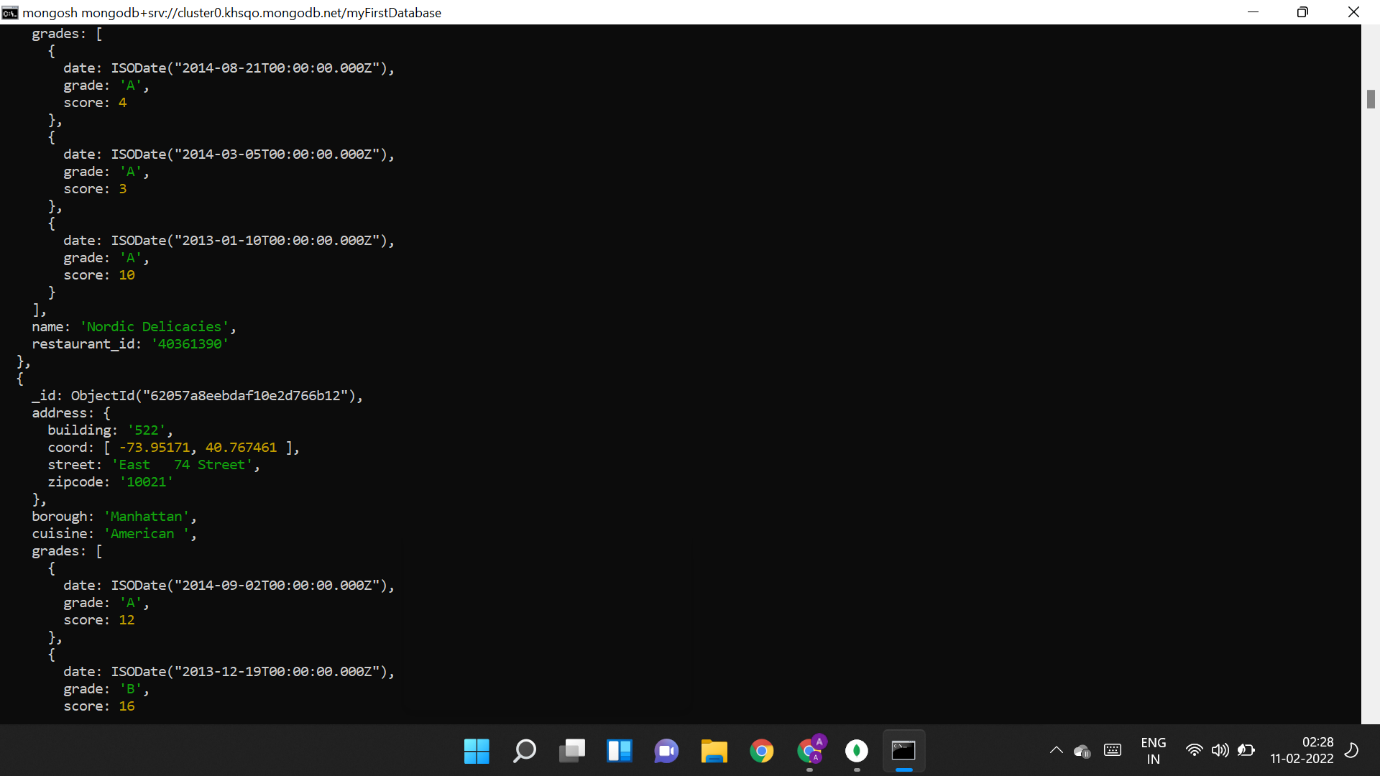 mongosh mongodb+srv://cluster0.khsqo.mongodb.net/myFirstDatabase
grades: [
{
date: ISODate("2014-08-21T00:00:00.000Z"),
grade: 'A',
score: 4
},
{
date: ISODate("2014-03-05T00:00:00.000Z"),
grade: 'A',
score: 3
},
{
date: ISODate("2013-01-10T00:00:00.000Z"),
grade: 'A',
score: 10
}
],
name: 'Nordic Delicacies',
restaurant_id: '40361390'
},
{
_id: ObjectId("62057a8eebdaf10e2d766b12"),
address: {
building: '522',
coord: [ -73.95171, 40.767461 ],
street: 'East   74 Street',
zipcode: '10021'
},
borough: 'Manhattan',
cuisine: 'American ',
grades: [
{
date: ISODate("2014-09-02T00:00:00.000Z"),
grade: 'A',
score: 12
},
{
date: ISODate("2013-12-19T00:00:00.000Z"),
grade: 'B',
score: 16
A
A
ENG
IN
02:28
11-02-2022